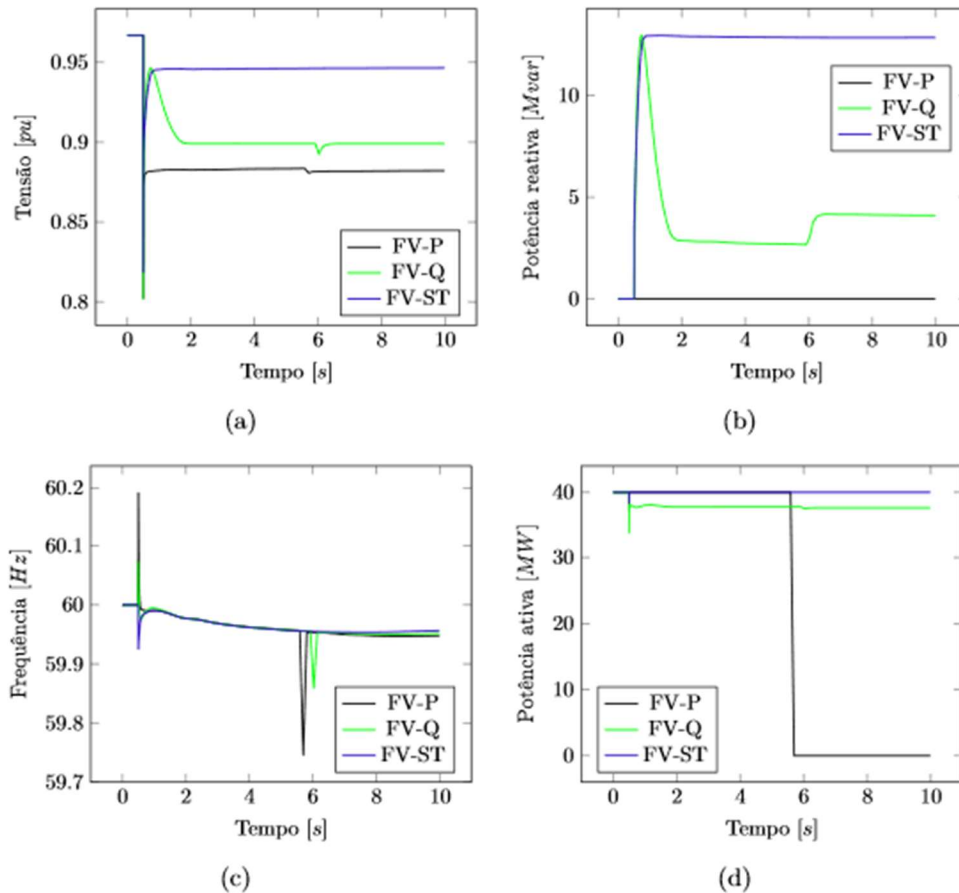 0.95
0.9
0.85
0.8
Tensão [pu]
FV-P
FV-Q
FV-ST
0 2 4 6 8 10
Tempo [s]
(a)
10
5
0
Potência reativa [Mvar]
FV-P
FV-Q
FV-ST
0 2 4 6 8 10
Tempo [s]
(b)
60.2
60.1
60
59.9
59.8
59.7
Frequência [Hz]
FV-P
FV-Q
FV-ST
0 2 4 6 8 10
Tempo [s]
(c)
40
30
20
10
0
Potência ativa [MW]
FV-P
FV-Q
FV-ST
0 2 4 6 8 10
Tempo [s]
(d)